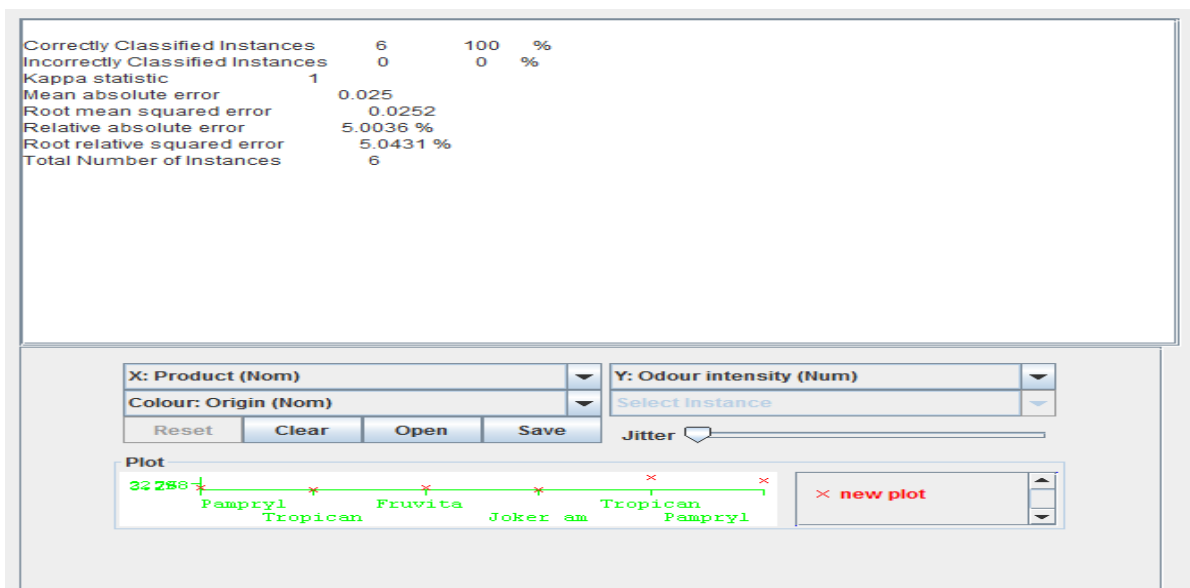 Correctly Classified Instances 6 100 %
Incorrectly Classified Instances 0 0 %
Kappa statistic 1
Mean absolute error 0.025
Root mean squared error 0.0252
Relative absolute error 5.0036 %
Root relative squared error 5.0431 %
Total Number of Instances 6
X: Product (Nom) Y: Odour intensity (Num)
Colour: Origin (Nom) Select Instance
Reset Clear Open Save Jitter
Plot
Pampryl Fruvita Tropican
Tropican Joker am Pampryl
× new plot